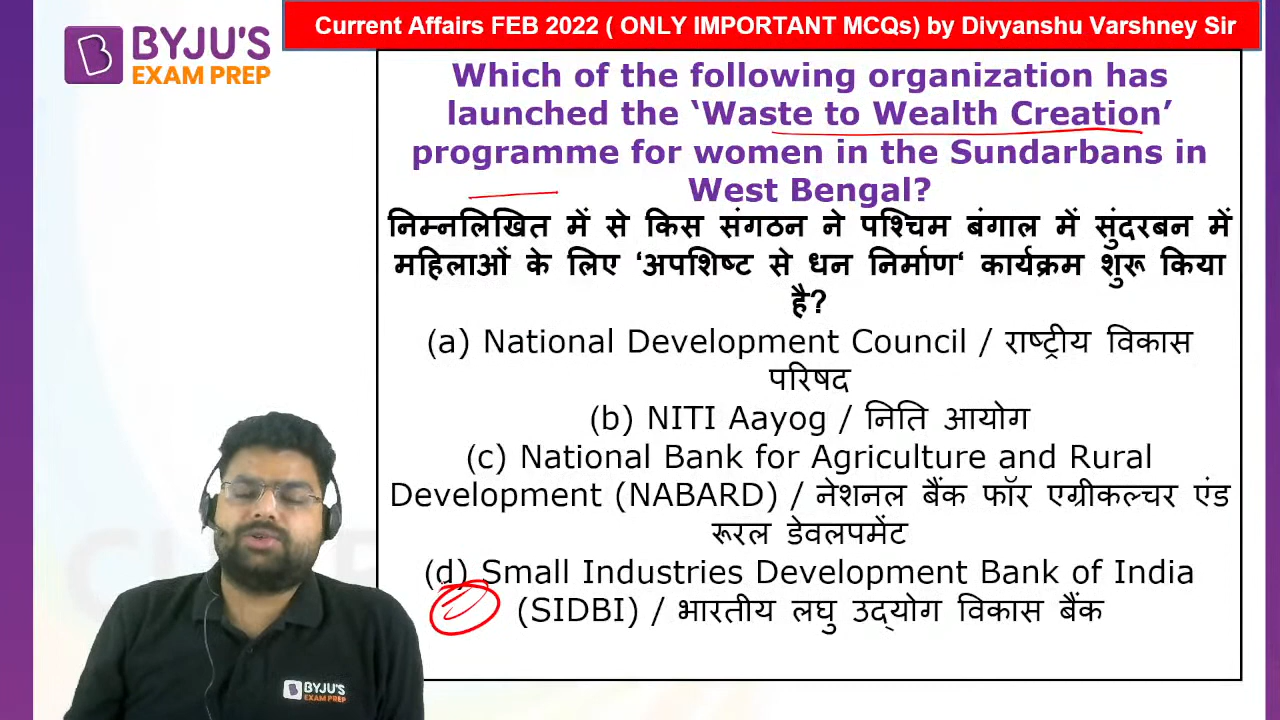 BYJU'S
EXAM PREP
Current Affairs FEB 2022 ( ONLY IMPORTANT MCQs) by Divyanshu Varshney Sir
Which of the following organization has
launched the ‘Waste to Wealth Creation’
programme for women in the Sundarbans in
West Bengal?
निम्नलिखित में से किस संगठन ने पश्चिम बंगाल में सुंदरबन में
महिलाओं के लिए ‘अपशिष्ट से धन निर्माण‘ कार्यक्रम शुरू किया
है?
(a) National Development Council / राष्ट्रीय विकास
परिषद
(b) NITI Aayog / निति आयोग
(c) National Bank for Agriculture and Rural
Development (NABARD) / नेशनल बैंक फॉर एग्रीकल्चर एंड
रूरल डेवलपमेंट
(d) Small Industries Development Bank of India
(SIDBI) / भारतीय लघु उद्योग विकास बैंक
BYJU'S
EXAM PREP